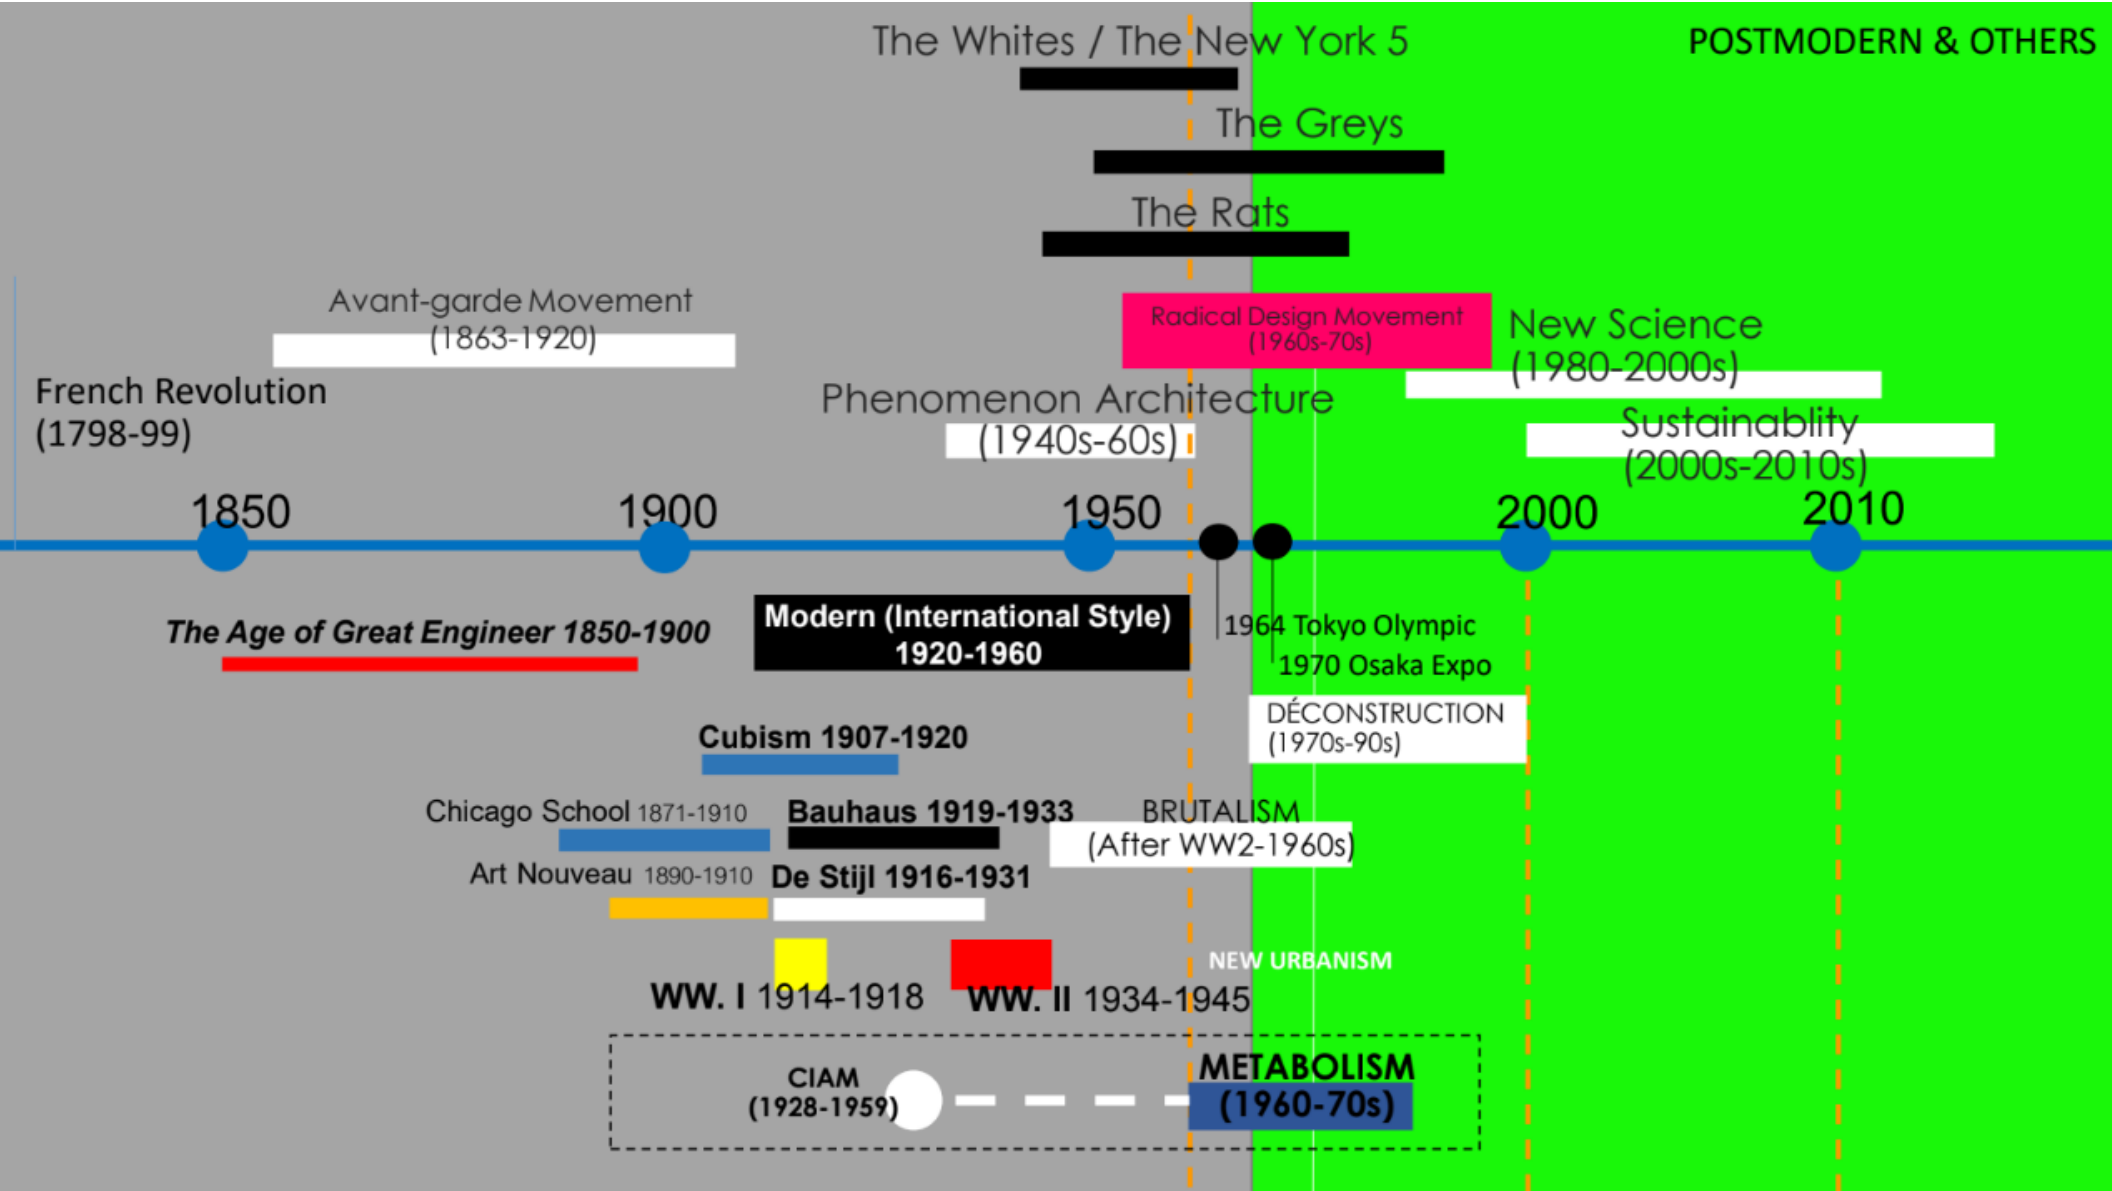 The Whites / The New York 5
POSTMODERN & OTHERS
The Greys
The Rats
Avant-garde Movement
(1863-1920)
Radical Design Movement
(1960s-70s)
New Science
(1980-2000s)
French Revolution
(1798-99)
Phenomenon Architecture
(1940s-60s)
Sustainablity
(2000s-2010s)
1850
1900
1950
2000
2010
The Age of Great Engineer 1850-1900
Modern (International Style)
1920-1960
1964 Tokyo Olympic
1970 Osaka Expo
DÉCONSTRUCTION
(1970s-90s)
Cubism 1907-1920
Chicago School 1871-1910
Bauhaus 1919-1933
BRUTALISM
(After WW2-1960s)
Art Nouveau 1890-1910
De Stijl 1916-1931
NEW URBANISM
WW. I 1914-1918
WW. II 1934-1945
CIAM
(1928-1959)
METABOLISM
(1960-70s)